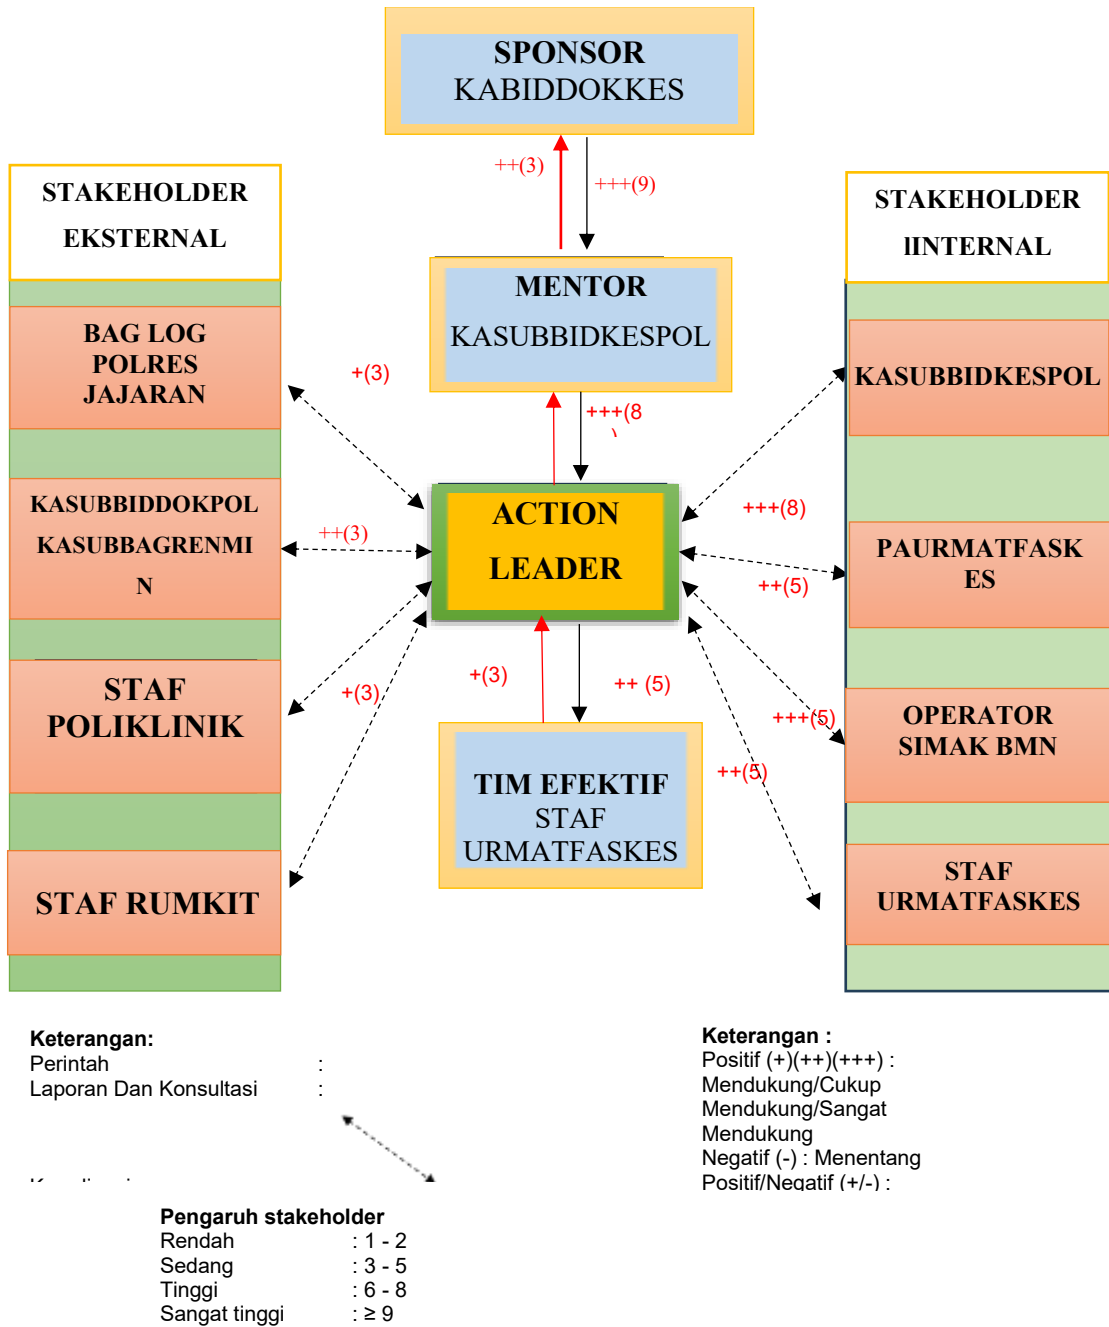 SPONSOR
KABIDDOKKES
++(3)
+++(9)
STAKEHOLDER
EKSTERNAL
STAKEHOLDER
IINTERNAL
MENTOR
KASUBBIDKESPOL
BAG LOG
POLRES
JAJARAN
+(3)
+++(8
)
KASUBBIDKESPOL
KASUBBIDDOKPOL
KASUBBAGRENMI
N
++(3)
ACTION
LEADER
+++(8)
PAURMATFASK
ES
++(5)
STAF
POLIKLINIK
+(3)
+(3)
++ (5)
+++(5)
OPERATOR
SIMAK BMN
++(5)
TIM EFEKTIF
STAF
URMATFASKES
STAF RUMKIT
STAF
URMATFASKES
Keterangan:
Perintah :
Laporan Dan Konsultasi :
Keterangan :
Positif (+)(++)(+++) :
Mendukung/Cukup
Mendukung/Sangat
Mendukung
Negatif (-) : Menentang
Positif/Negatif (+/-) :
Pengaruh stakeholder
Rendah : 1 - 2
Sedang : 3 - 5
Tinggi : 6 - 8
Sangat tinggi : ≥ 9